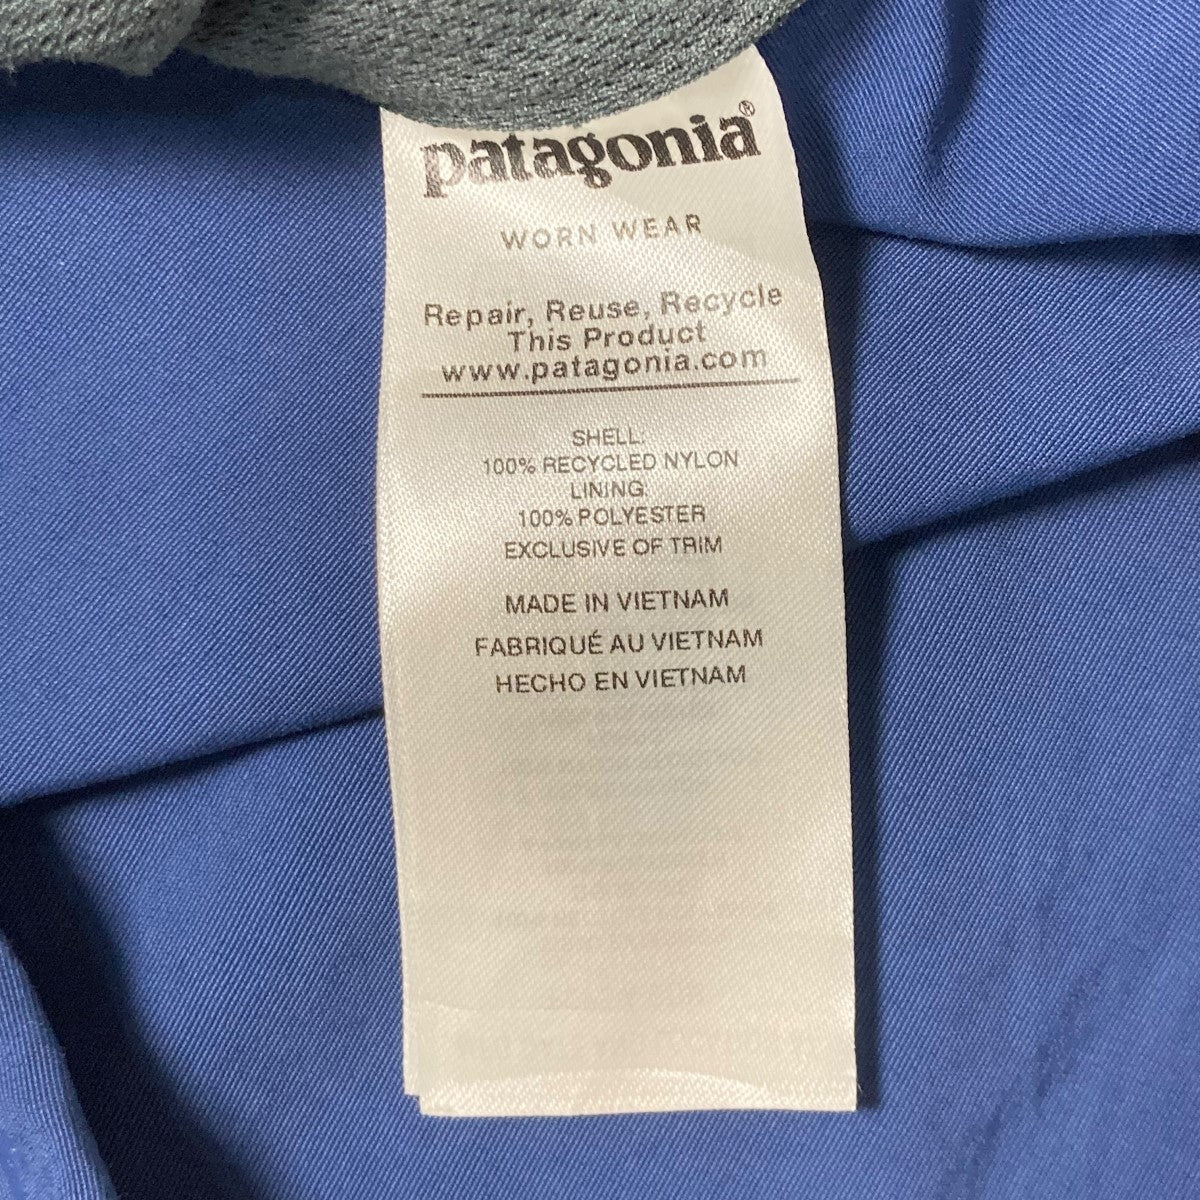 patagonia®
WORN WEAR
Repair, Reuse, Recycle
This Product
www.patagonia.com
SHELL:
100% RECYCLED NYLON
LINING:
100% POLYESTER
EXCLUSIVE OF TRIM
MADE IN VIETNAM
FABRIQUÉ AU VIETNAM
HECHO EN VIETNAM